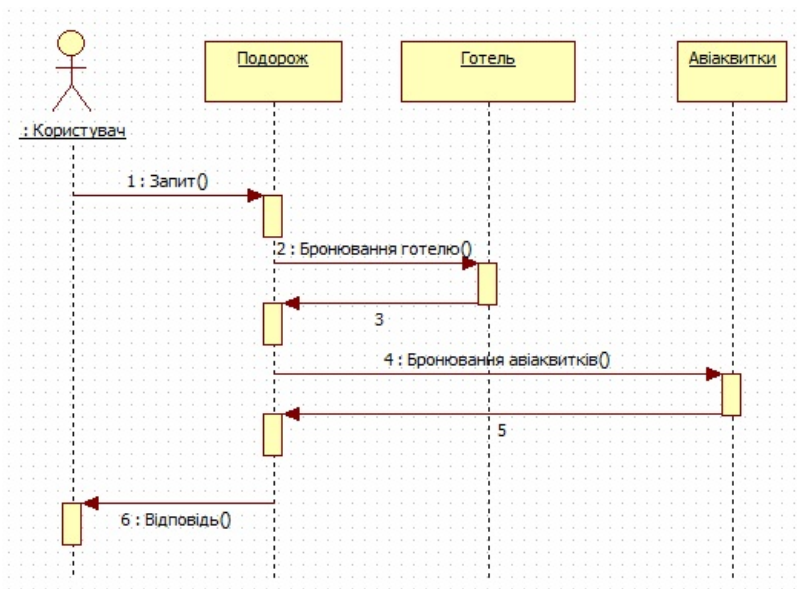 Подорож
Готель
Авіаквитки
: Користувач
1 : Запит()
2 : Бронювання готелю()
3
4 : Бронювання авіаквитків()
5
6 : Відповідь()